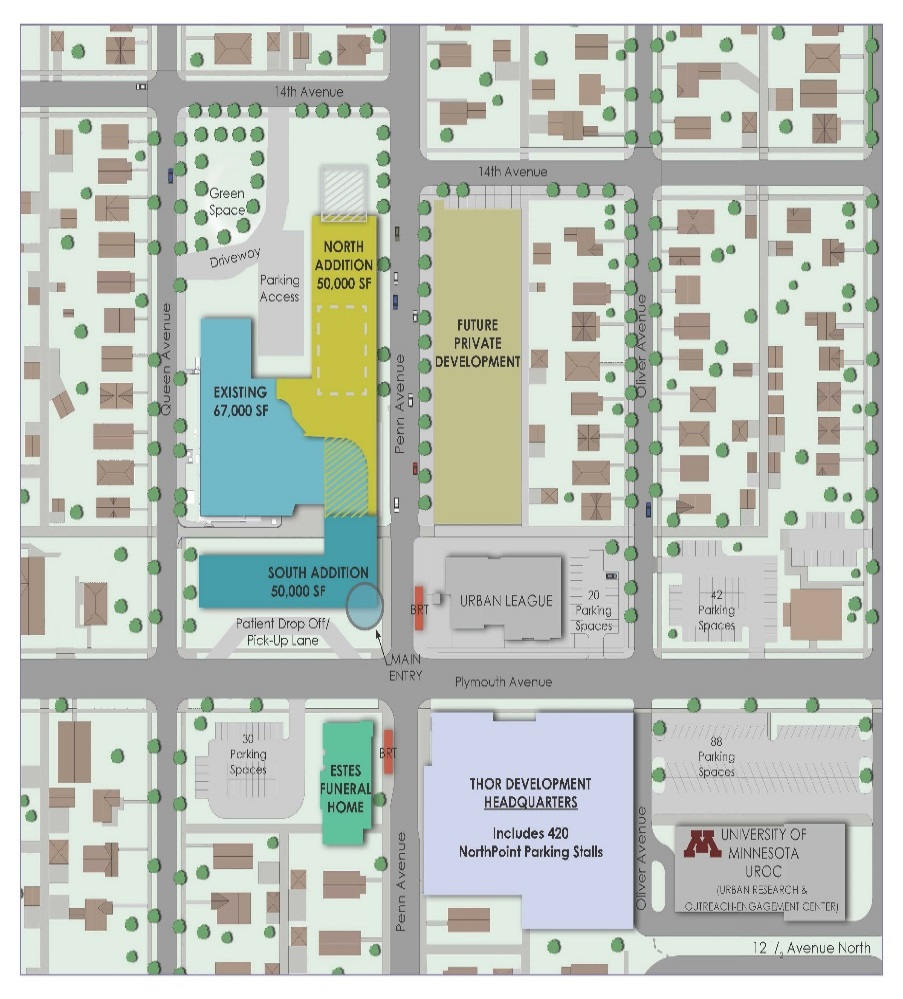 14th Avenue
14th Avenue
Green
Space
Driveway
Parking
Access
NORTH
ADDITION
50,000 SF
Queen Avenue
EXISTING
67,000 SF
Penn Avenue
FUTURE
PRIVATE
DEVELOPMENT
Oliver Avenue
SOUTH ADDITION
50,000 SF
Patient Drop Off/
Pick-Up Lane
MAIN
ENTRY
BRT
URBAN LEAGUE
20
Parking
Spaces
42
Parking
Spaces
Plymouth Avenue
30
Parking
Spaces
ESTES
FUNERAL
HOME
BRT
Penn Avenue
THOR DEVELOPMENT
HEADQUARTERS
Includes 420
NorthPoint Parking Stalls
Oliver Avenue
88
Parking
Spaces
M
UNIVERSITY OF
MINNESOTA
UROC
(URBAN RESEARCH &
OUTREACH-ENGAGEMENT CENTER)
12 /2 Avenue North